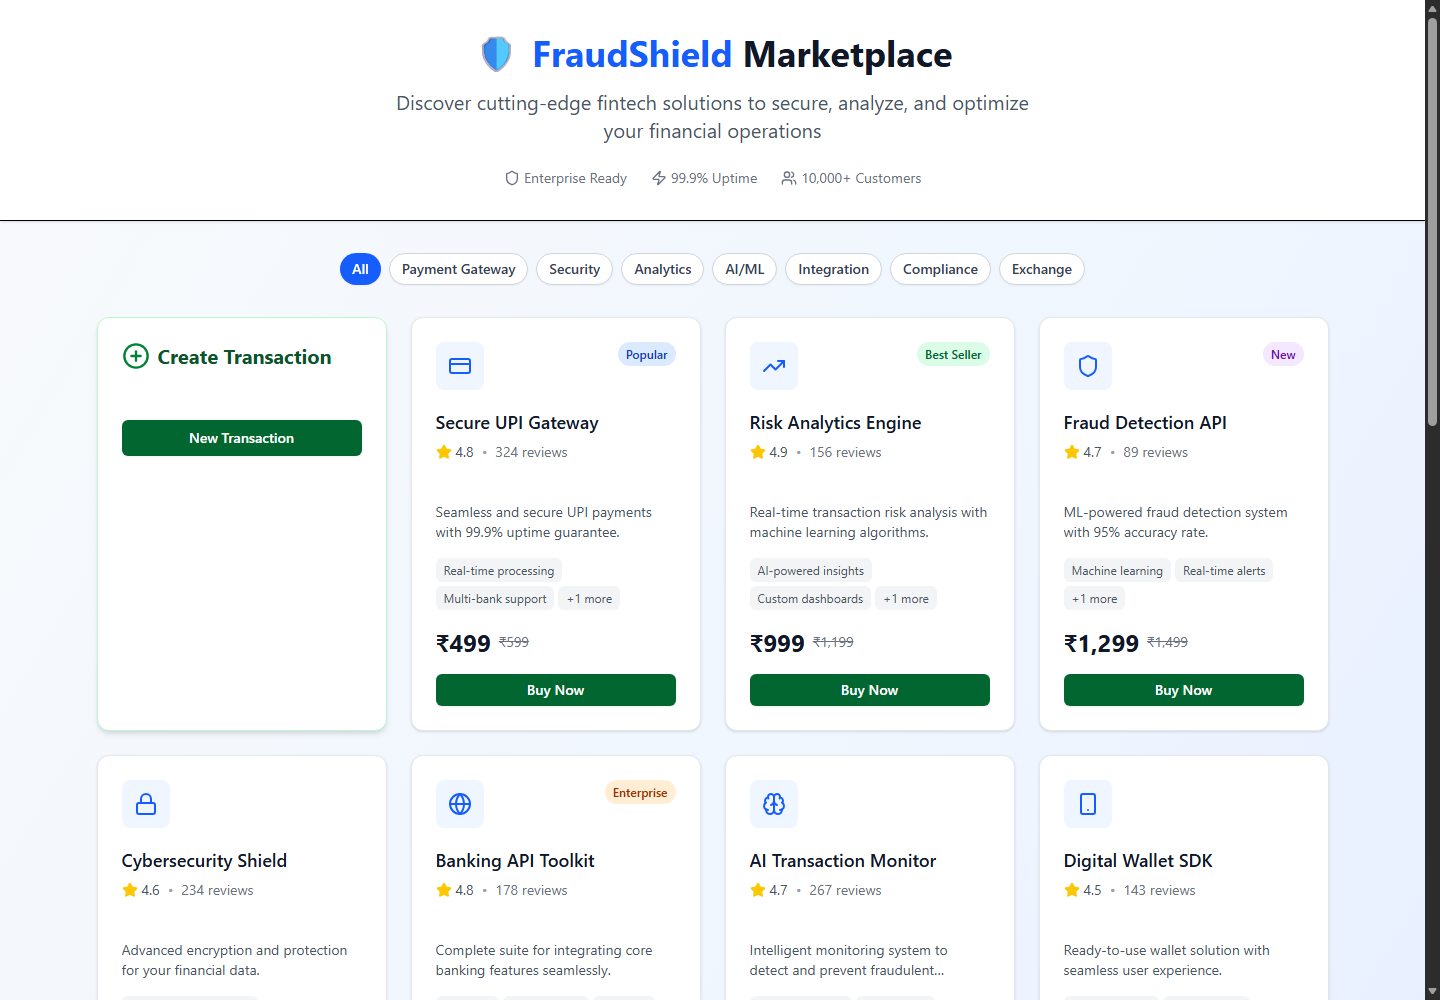 FraudShield Marketplace
Discover cutting-edge fintech solutions to secure, analyze, and optimize
your financial operations
Enterprise Ready
99.9% Uptime
10,000+ Customers
All
Payment Gateway
Security
Analytics
AI/ML
Integration
Compliance
Exchange
Create Transaction
New Transaction
Popular
Secure UPI Gateway
4.8 • 324 reviews
Seamless and secure UPI payments
with 99.9% uptime guarantee.
Real-time processing
Multi-bank support
+1 more
₹499 ₹599
Buy Now
Best Seller
Risk Analytics Engine
4.9 • 156 reviews
Real-time transaction risk analysis with
machine learning algorithms.
AI-powered insights
Custom dashboards
+1 more
₹999 ₹1,199
Buy Now
New
Fraud Detection API
4.7 • 89 reviews
ML-powered fraud detection system
with 95% accuracy rate.
Machine learning
Real-time alerts
+1 more
₹1,299 ₹1,499
Buy Now
Cybersecurity Shield
4.6 • 234 reviews
Advanced encryption and protection
for your financial data.
Enterprise
Banking API Toolkit
4.8 • 178 reviews
Complete suite for integrating core
banking features seamlessly.
AI Transaction Monitor
4.7 • 267 reviews
Intelligent monitoring system to
detect and prevent fraudulent...
Digital Wallet SDK
4.5 • 143 reviews
Ready-to-use wallet solution with
seamless user experience.